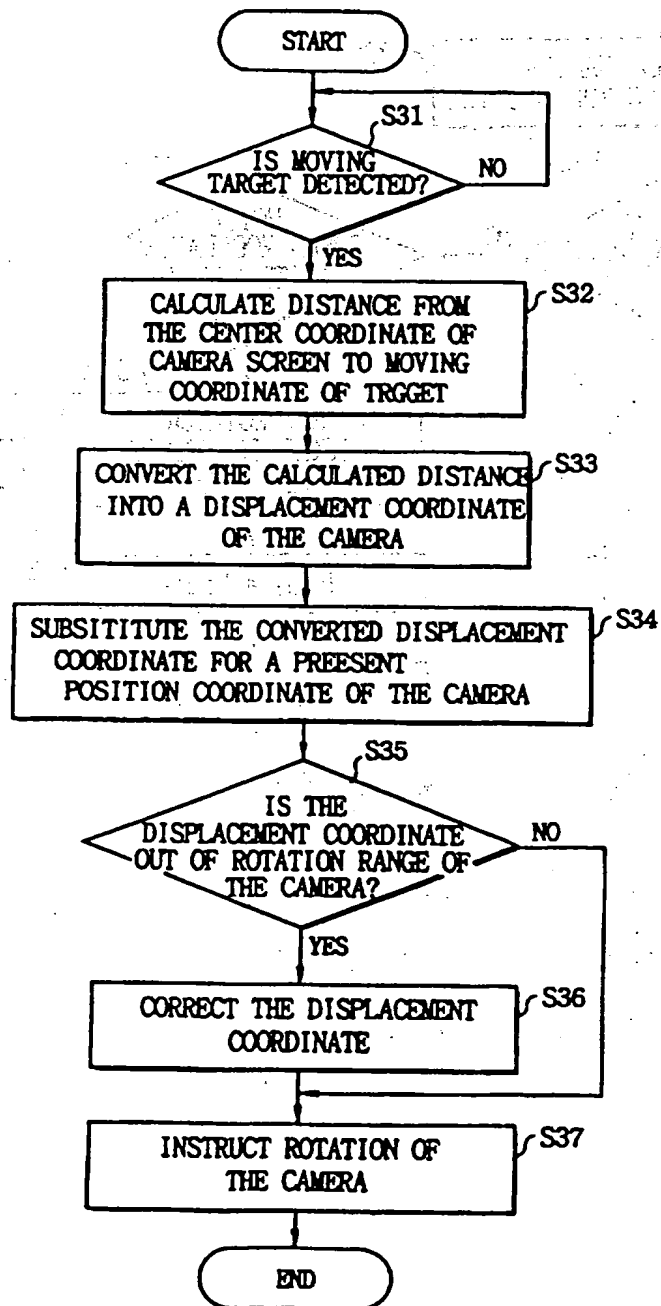 START
S31
IS MOVING
TARGET DETECTED?
NO
YES
S32
CALCULATE DISTANCE FROM
THE CENTER COORDINATE OF
CAMERA SCREEN TO MOVING
COORDINATE OF TRGGET
S33
CONVERT THE CALCULATED DISTANCE
INTO A DISPLACEMENT COORDINATE
OF THE CAMERA
S34
SUBSITITUTE THE CONVERTED DISPLACEMENT
COORDINATE FOR A PREESENT
POSITION COORDINATE OF THE CAMERA
S35
IS THE
DISPLACEMENT COORDINATE
OUT OF ROTATION RANGE OF
THE CAMERA?
NO
YES
S36
CORRECT THE DISPLACEMENT
COORDINATE
S37
INSTRUCT ROTATION OF
THE CAMERA
END